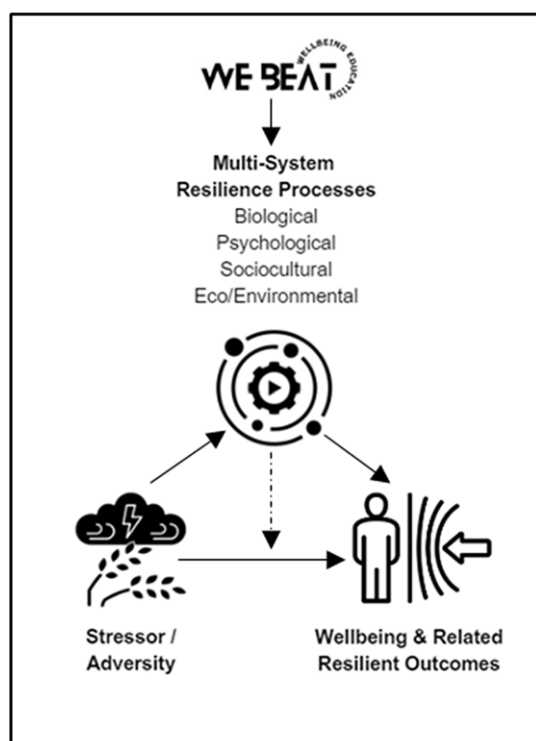 WE BEAT
WELLBEING EDUCATION
Multi-System
Resilience Processes
Biological
Psychological
Sociocultural
Eco/Environmental
Stressor /
Adversity
Wellbeing & Related
Resilient Outcomes